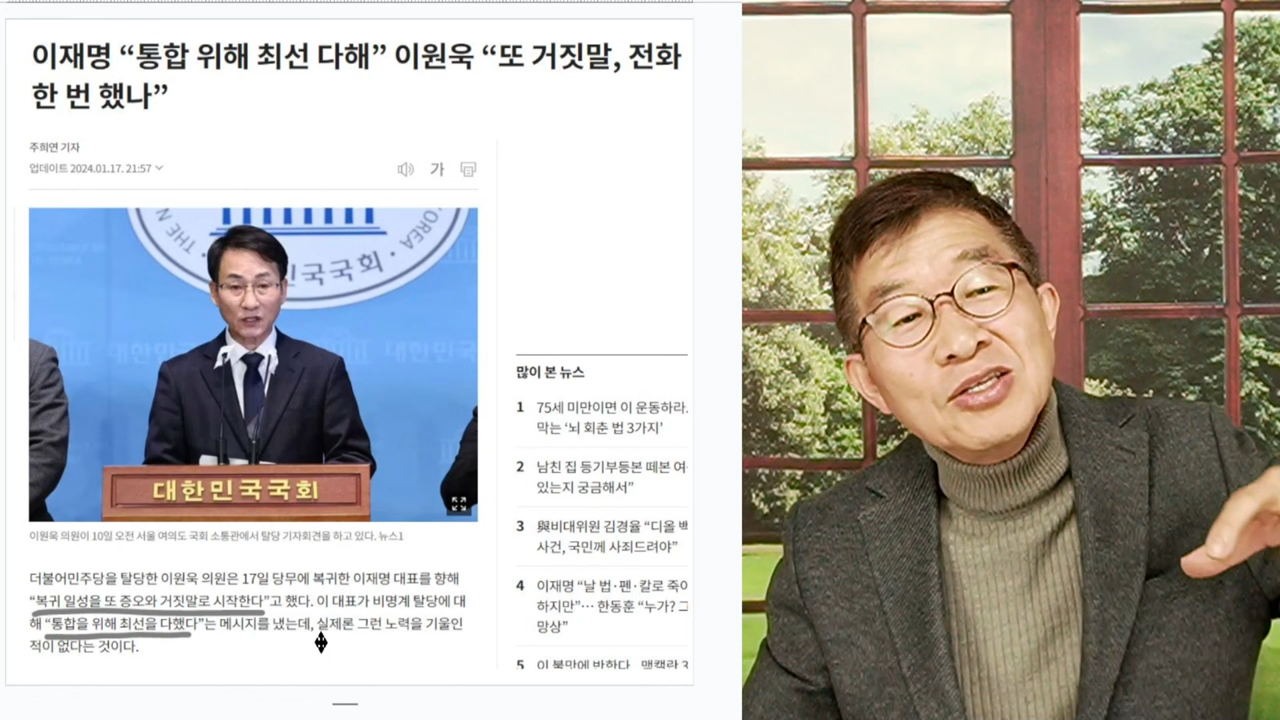 이재명 “통합 위해 최선 다해” 이원욱 “또 거짓말, 전화
한 번 했나”
주희연 기자
업데이트 2024.01.17. 21:57
가
THE N
KOREA
민국국회
대한민국
대한민국국회
이원욱 의원이 10일 오전 서울 여의도 국회 소통관에서 탈당 기자회견을 하고 있다. 뉴스1
더불어민주당을 탈당한 이원욱 의원은 17일 당무에 복귀한 이재명 대표를 향해
“복귀 일성을 또 증오와 거짓말로 시작한다”고 했다. 이 대표가 비명계 탈당에 대
해 “통합을 위해 최선을 다했다”는 메시지를 냈는데, 실제론 그런 노력을 기울인
적이 없다는 것이다.
많이 본 뉴스
1 75세 미만이면 이 운동하라.
막는 ‘뇌 회춘 법 3가지’
2 남친 집 등기부등본 떼본 여
있는지 궁금해서”
3 與비대위원 김경율 “디올 백
사건, 국민께 사죄드려야”
4 이재명 “날 법·펜·칼로 죽이
하지만”… 한동훈 “누가? 그
망상”
5